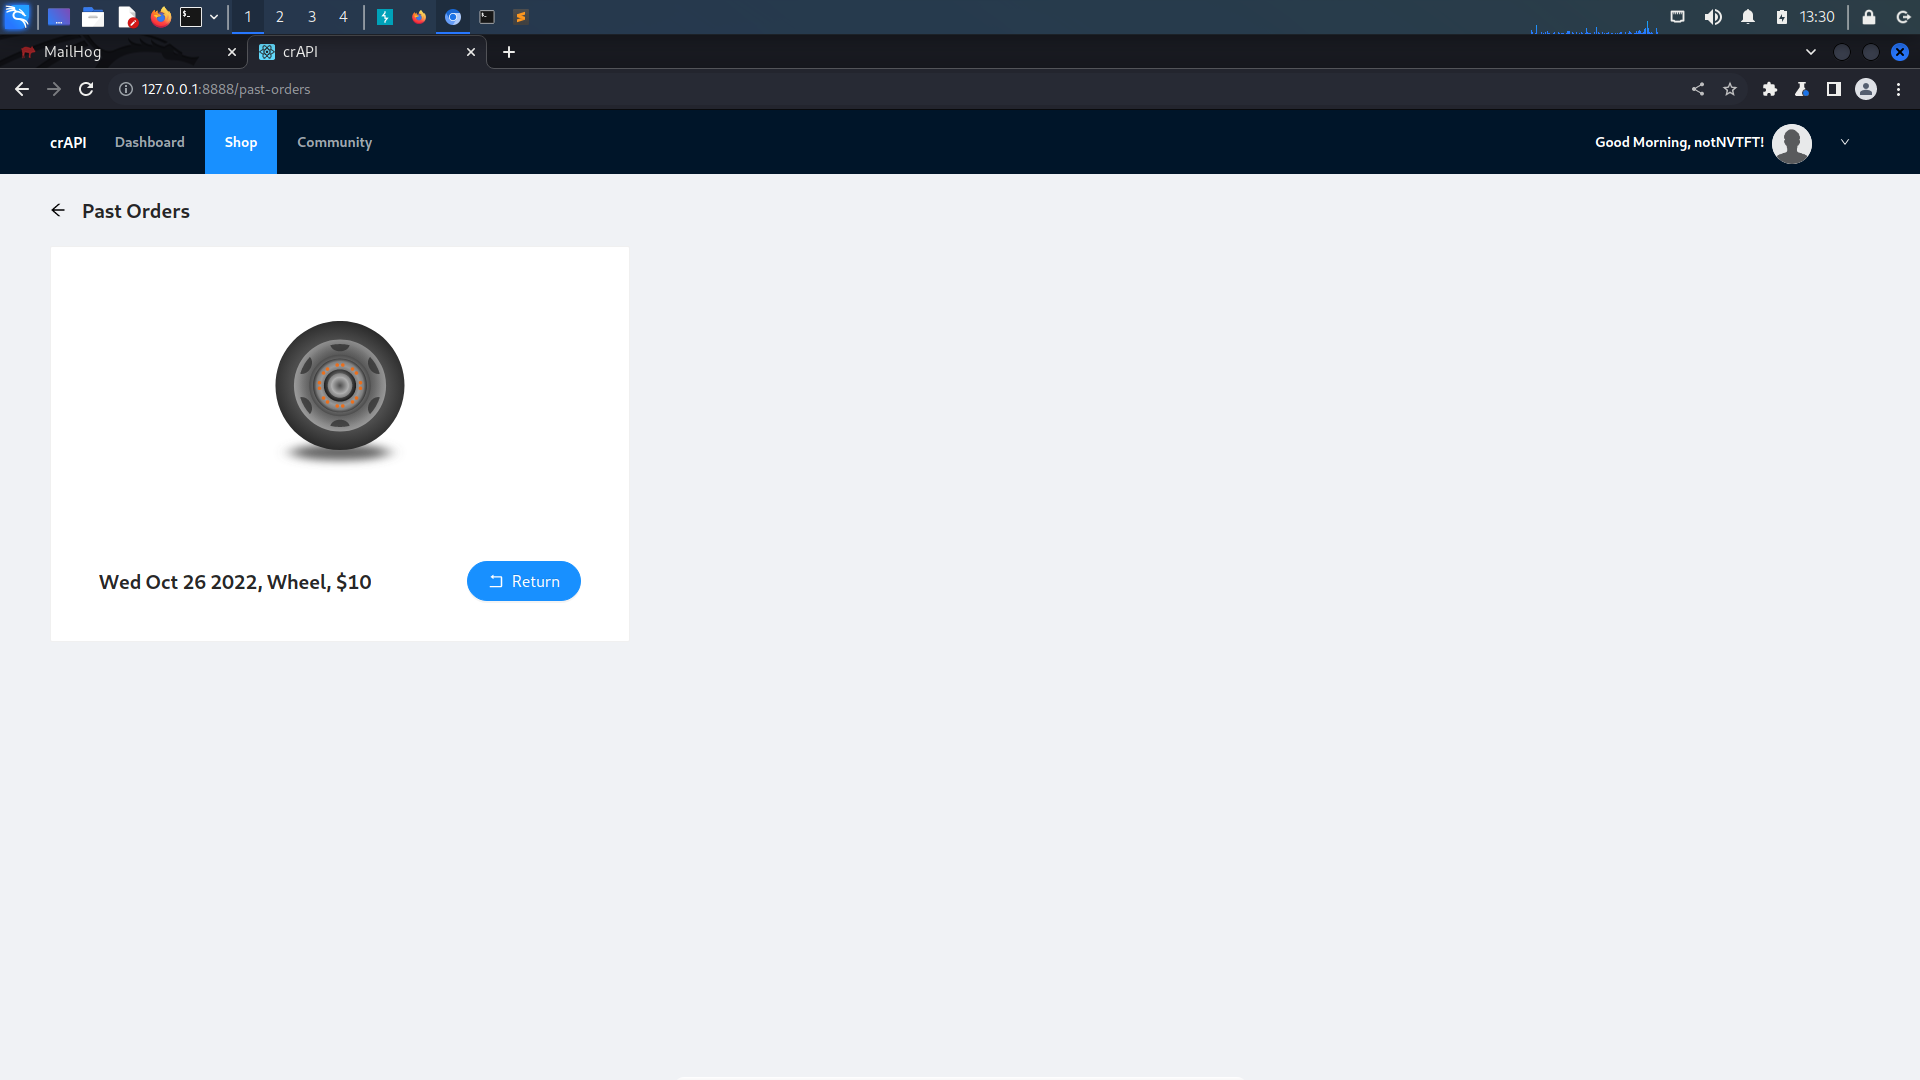 1 2 3 4 13:30
MailHog crAPI
127.0.0.1:8888/past-orders
crAPI Dashboard Shop Community Good Morning, notNVTFT!
Past Orders
Wed Oct 26 2022, Wheel, $10 Return